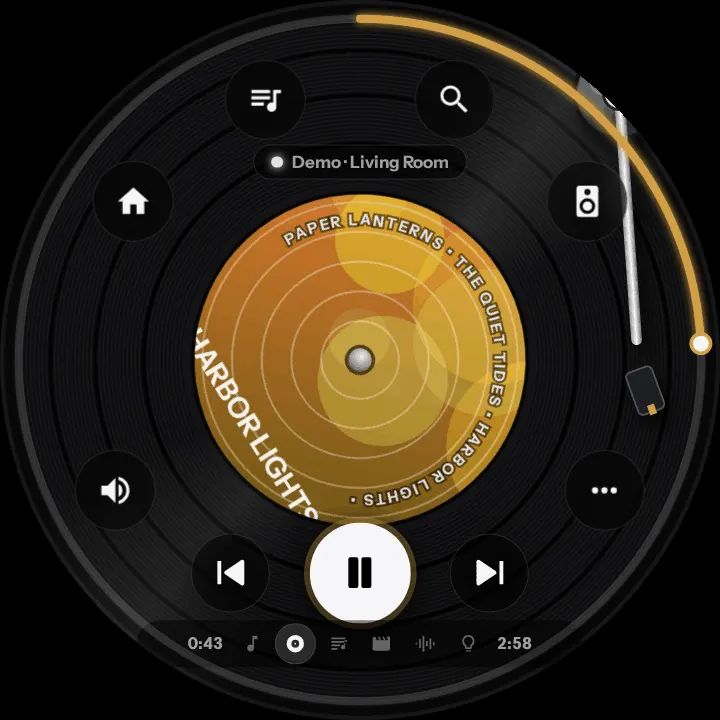 Demo · Living Room
PAPER LANTERNS • THE QUIET TIDES • HARBOR LIGHTS •
HARBOR LIGHTS
0:43
2:58